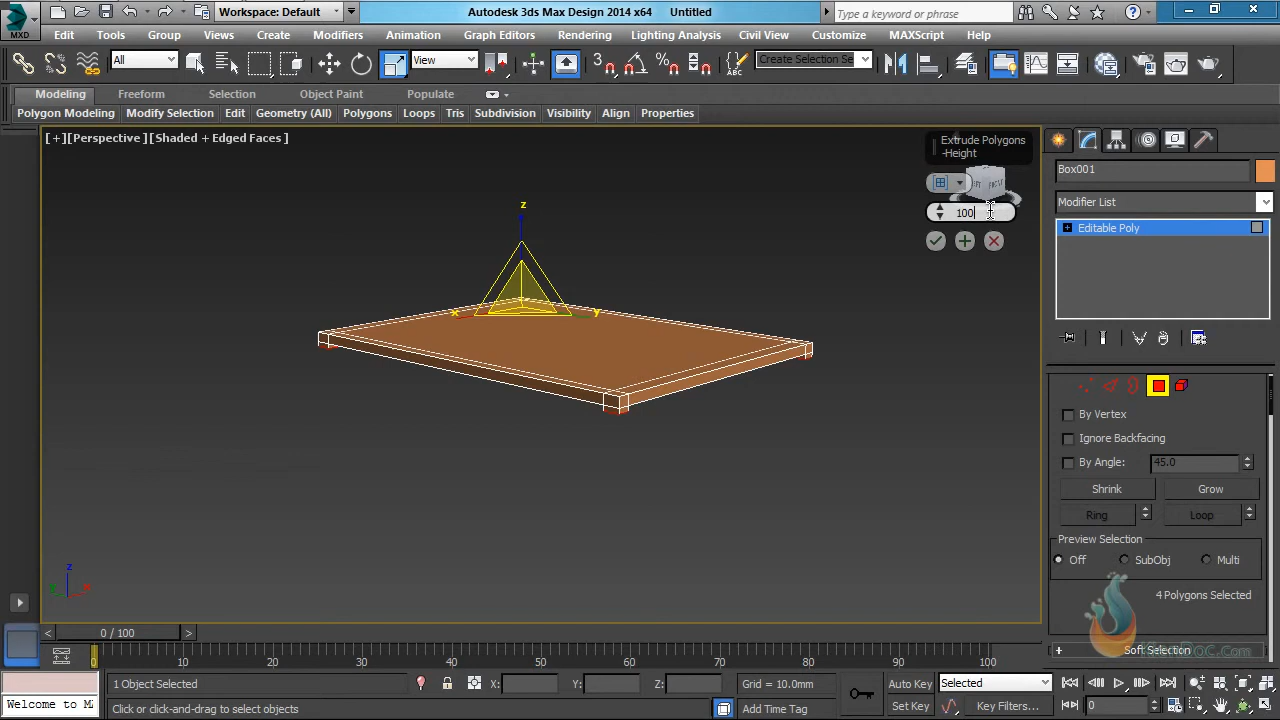 Workspace: Default
Autodesk 3ds Max Design 2014 x64 Untitled
Type a keyword or phrase
MXD
Edit Tools Group Views Create Modifiers Animation Graph Editors Rendering Lighting Analysis Civil View Customize MAXScript Help
All
View
3
Create Selection Se
Modeling Freeform Selection Object Paint Populate
Polygon Modeling Modify Selection Edit Geometry (All) Polygons Loops Tris Subdivision Visibility Align Properties
[+][Perspective][Shaded + Edged Faces]
Extrude Polygons
-Height
100
z
x
y
Box001
Modifier List
Editable Poly
By Vertex
Ignore Backfacing
By Angle: 45.0
Shrink Grow
Ring Loop
Preview Selection
Off SubObj Multi
4 Polygons Selected
Soft Selection
z
0 / 100
0 10 20 30 40 50 60 70 80 90 100
1 Object Selected
X: Y: Z:
Grid = 10.0mm
Auto Key
Selected
Welcome to M
Click or click-and-drag to select objects
Add Time Tag
Set Key
Key Filters...
0